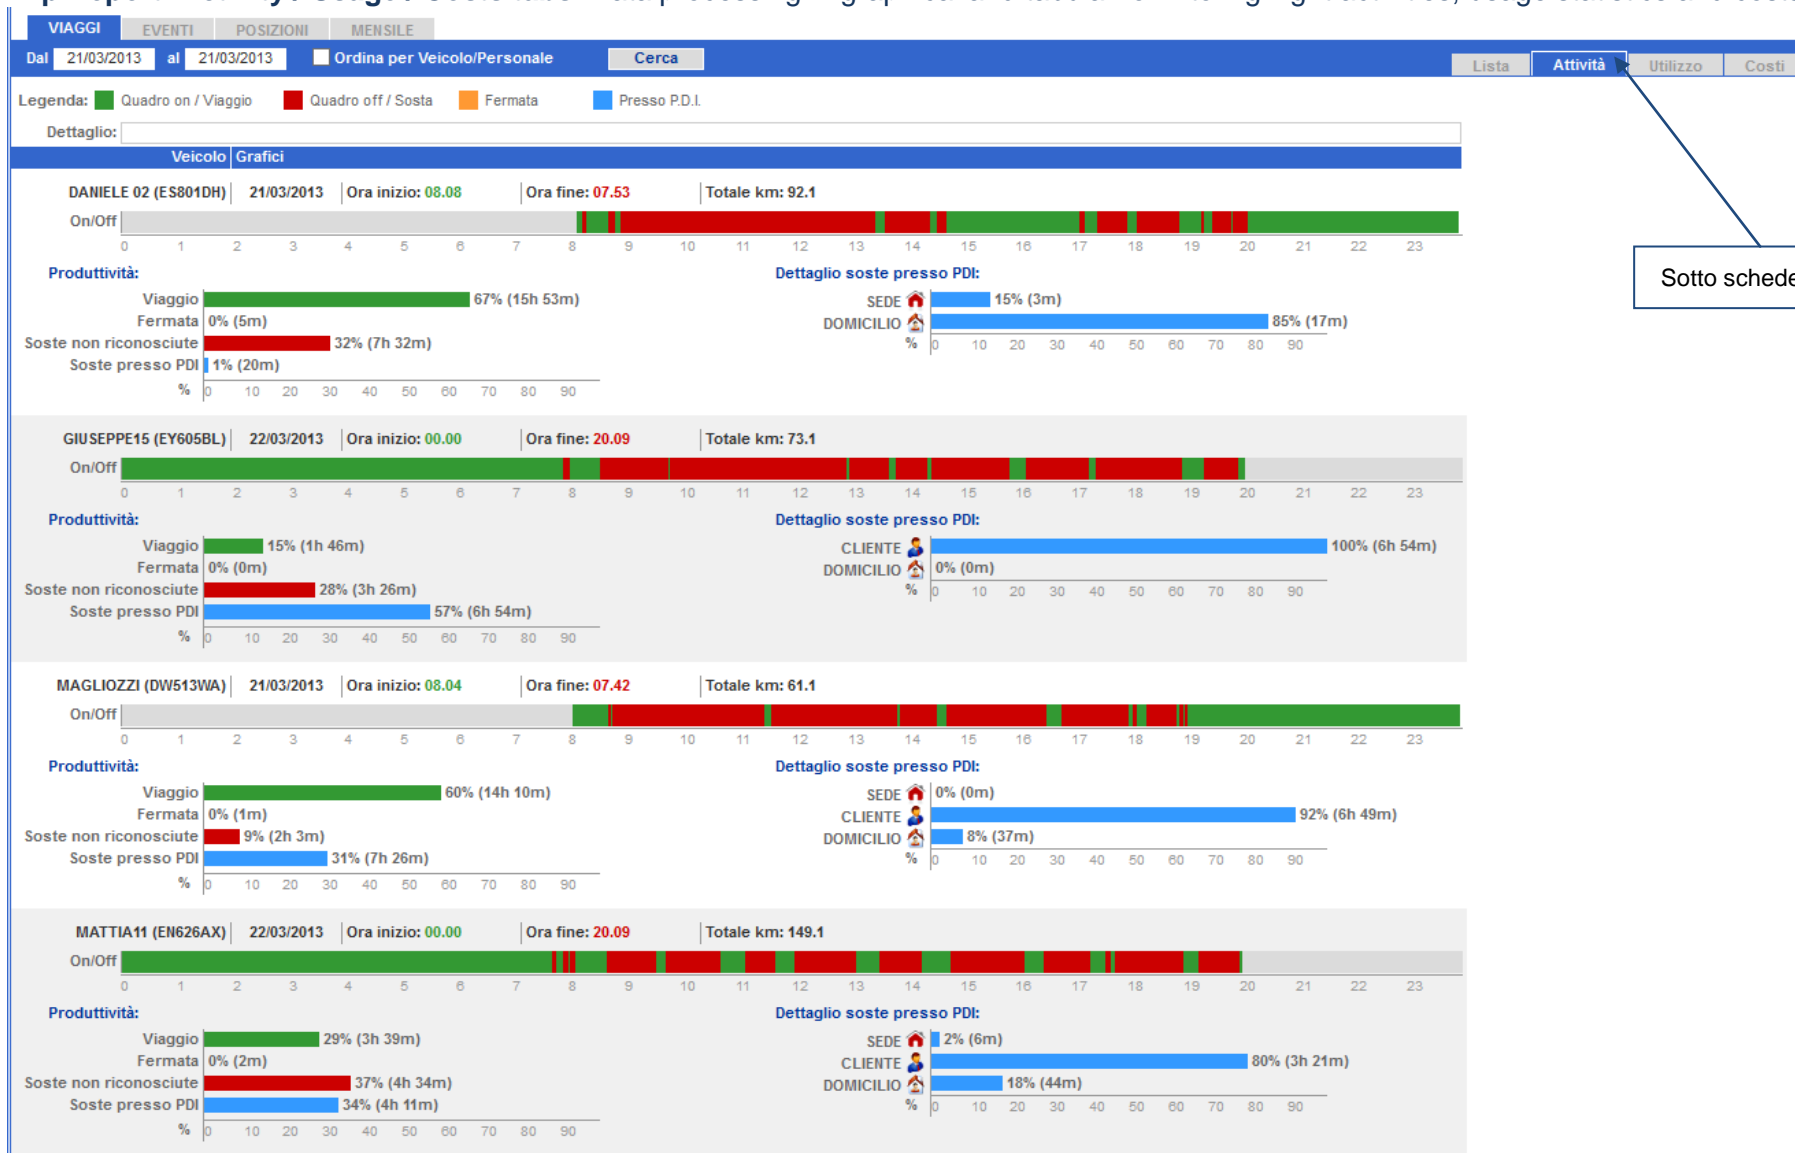 VIAGGI EVENTI POSIZIONI MENSILE
Dal 21/03/2013 al 21/03/2013 Ordina per Veicolo/Personale Cerca
Lista Attività Utilizzo Costi
Legenda: Quadro on / Viaggio Quadro off / Sosta Fermata Presso P.D.I.
Dettaglio:
Veicolo Grafici
DANIELE 02 (ES801DH) 21/03/2013 Ora inizio: 08.08 Ora fine: 07.53 Totale km: 92.1
On/Off
0 1 2 3 4 5 6 7 8 9 10 11 12 13 14 15 16 17 18 19 20 21 22 23
Sotto schede
Produttività:
Viaggio 67% (15h 53m)
Fermata 0% (5m)
Soste non riconosciute 32% (7h 32m)
Soste presso PDI 1% (20m)
% 0 10 20 30 40 50 60 70 80 90
Dettaglio soste presso PDI:
SEDE 15% (3m)
DOMICILIO 85% (17m)
% 0 10 20 30 40 50 60 70 80 90
GIUSEPPE15 (EY605BL) 22/03/2013 Ora inizio: 00.00 Ora fine: 20.09 Totale km: 73.1
On/Off
0 1 2 3 4 5 6 7 8 9 10 11 12 13 14 15 16 17 18 19 20 21 22 23
Produttività:
Viaggio 15% (1h 46m)
Fermata 0% (0m)
Soste non riconosciute 28% (3h 26m)
Soste presso PDI 57% (6h 54m)
% 0 10 20 30 40 50 60 70 80 90
Dettaglio soste presso PDI:
CLIENTE 100% (6h 54m)
DOMICILIO 0% (0m)
% 0 10 20 30 40 50 60 70 80 90
MAGLIOZZI (DW513WA) 21/03/2013 Ora inizio: 08.04 Ora fine: 07.42 Totale km: 61.1
On/Off
0 1 2 3 4 5 6 7 8 9 10 11 12 13 14 15 16 17 18 19 20 21 22 23
Produttività:
Viaggio 60% (14h 10m)
Fermata 0% (1m)
Soste non riconosciute 9% (2h 3m)
Soste presso PDI 31% (7h 26m)
% 0 10 20 30 40 50 60 70 80 90
Dettaglio soste presso PDI:
SEDE 0% (0m)
CLIENTE 92% (6h 49m)
DOMICILIO 8% (37m)
% 0 10 20 30 40 50 60 70 80 90
MATTIA11 (EN626AX) 22/03/2013 Ora inizio: 00.00 Ora fine: 20.09 Totale km: 149.1
On/Off
0 1 2 3 4 5 6 7 8 9 10 11 12 13 14 15 16 17 18 19 20 21 22 23
Produttività:
Viaggio 29% (3h 39m)
Fermata 0% (2m)
Soste non riconosciute 37% (4h 34m)
Soste presso PDI 34% (4h 11m)
% 0 10 20 30 40 50 60 70 80 90
Dettaglio soste presso PDI:
SEDE 2% (6m)
CLIENTE 80% (3h 21m)
DOMICILIO 18% (44m)
% 0 10 20 30 40 50 60 70 80 90